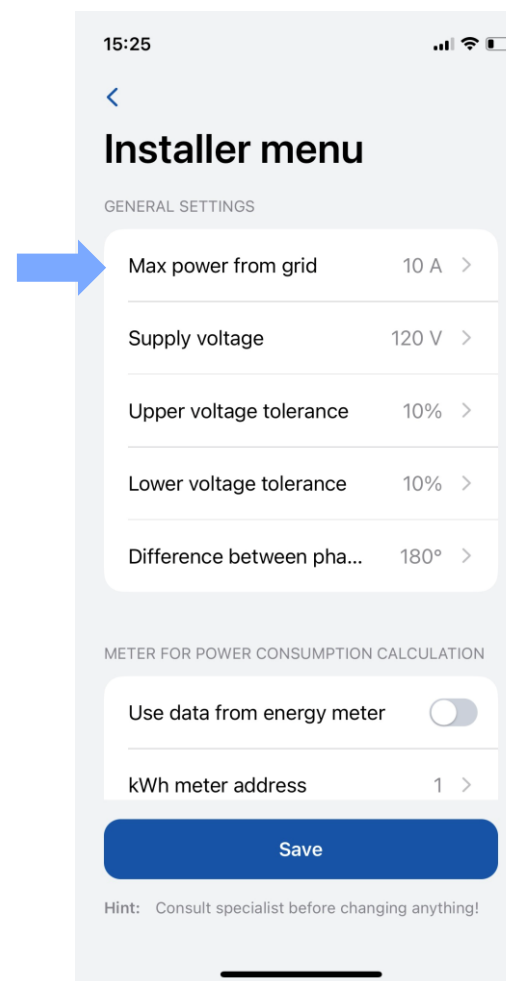 15:25
Installer menu
GENERAL SETTINGS
Max power from grid 10 A
Supply voltage 120 V
Upper voltage tolerance 10%
Lower voltage tolerance 10%
Difference between pha... 180°
METER FOR POWER CONSUMPTION CALCULATION
Use data from energy meter
kWh meter address 1
Save
Hint: Consult specialist before changing anything!